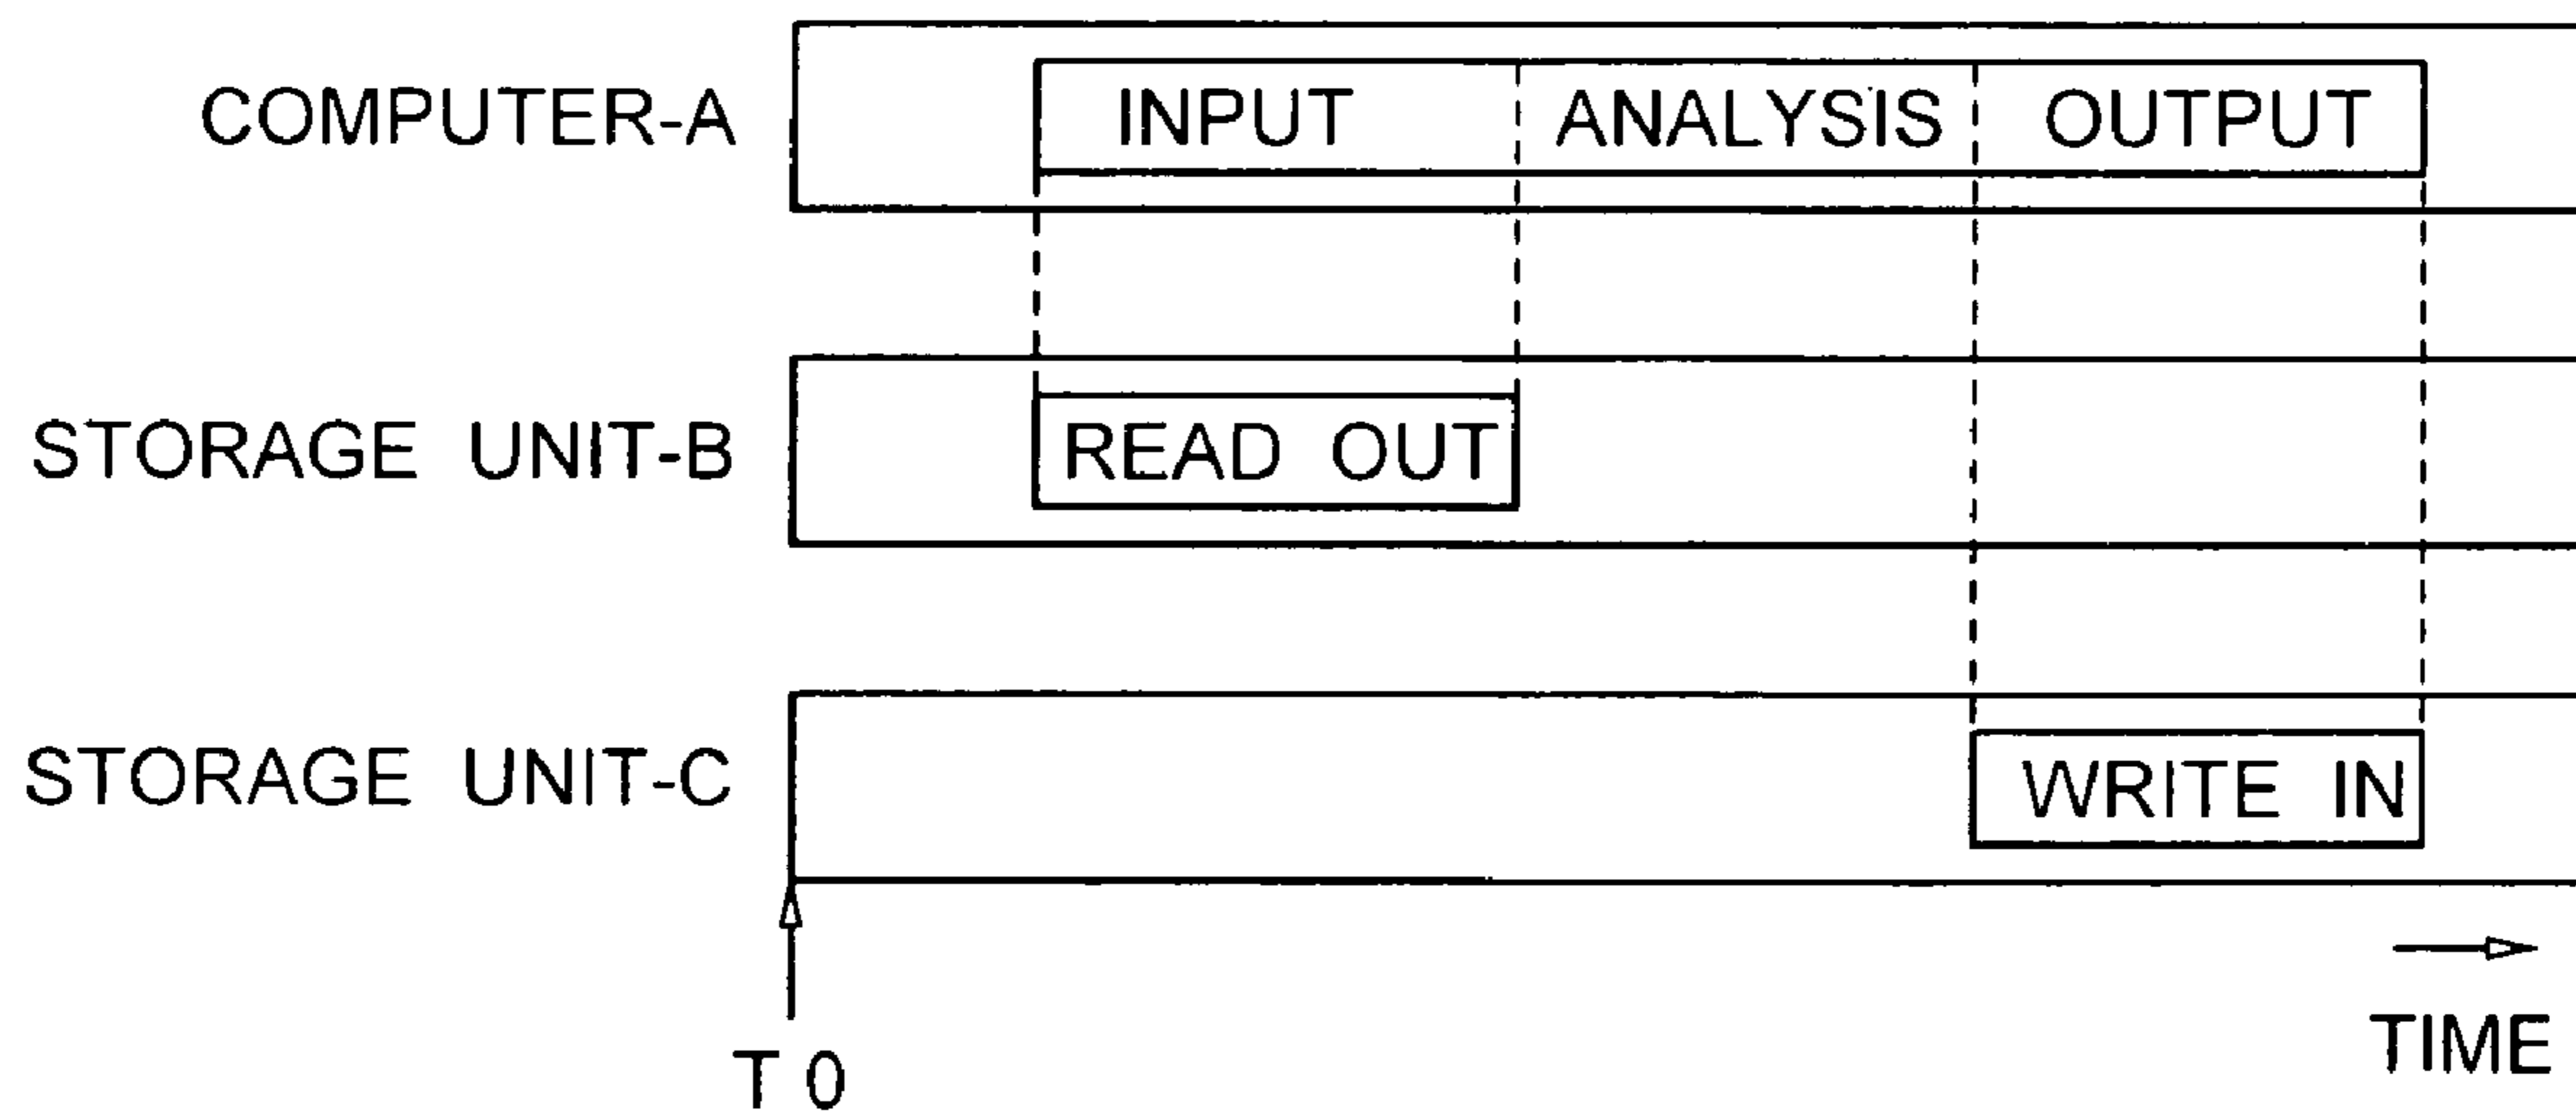 COMPUTER-A INPUT ANALYSIS OUTPUT
STORAGE UNIT-B READ OUT
STORAGE UNIT-C WRITE IN
T 0 TIME